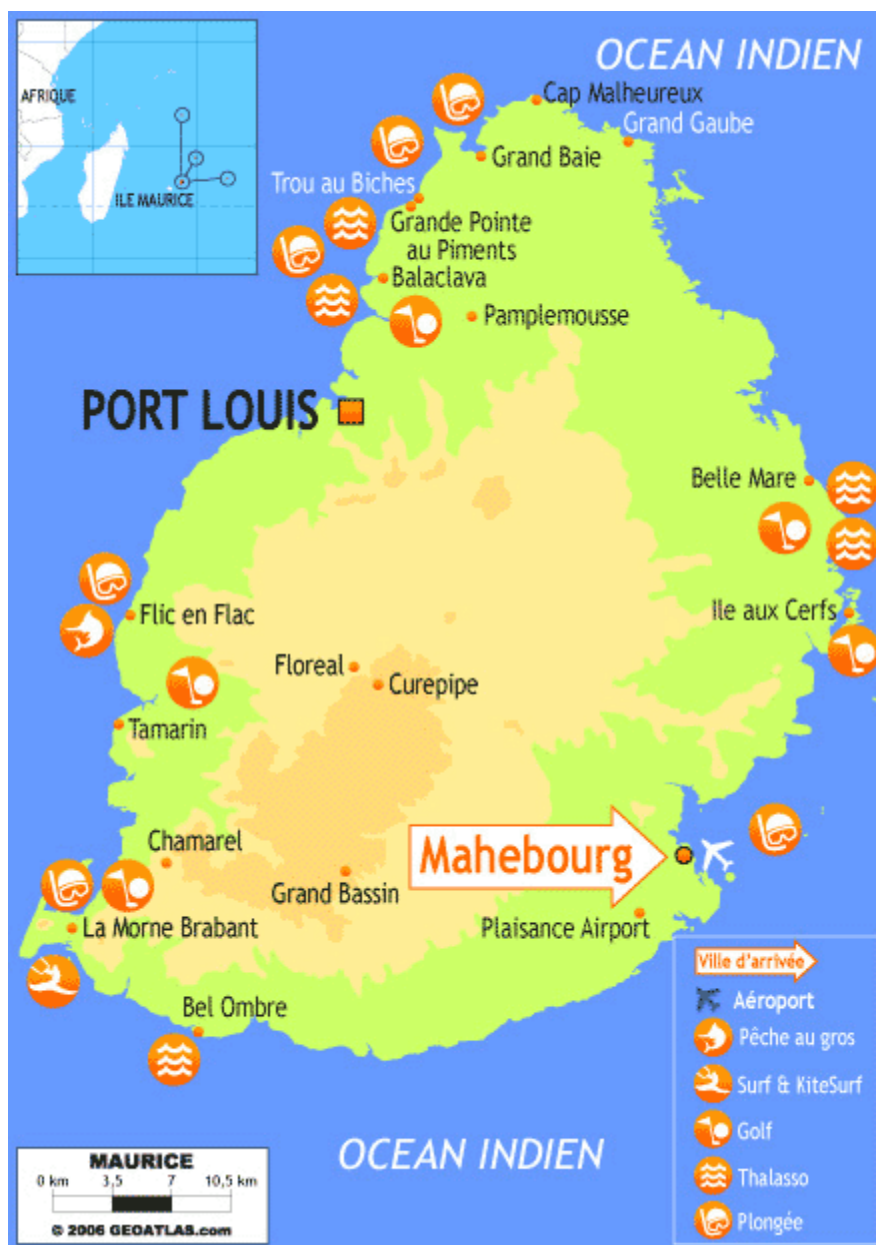 OCEAN INDIEN
AFRIQUE
ILE MAURICE
Cap Malheureux
Grand Gaube
Grand Baie
Trou au Biches
Grande Pointe
au Piments
Balaclava
Pamplemousse
PORT LOUIS
Belle Mare
Flic en Flac
Ile aux Cerfs
Floreal
Curepipe
Tamarin
Chamarel
Mahebourg
Grand Bassin
La Morne Brabant
Plaisance Airport
Bel Ombre
Ville d'arrivée
Aéroport
Pêche au gros
Surf & KiteSurf
Golf
Thalasso
Plongée
OCEAN INDIEN
MAURICE
0 km 3,5 7 10,5 km
© 2006 GEOATLAS.com